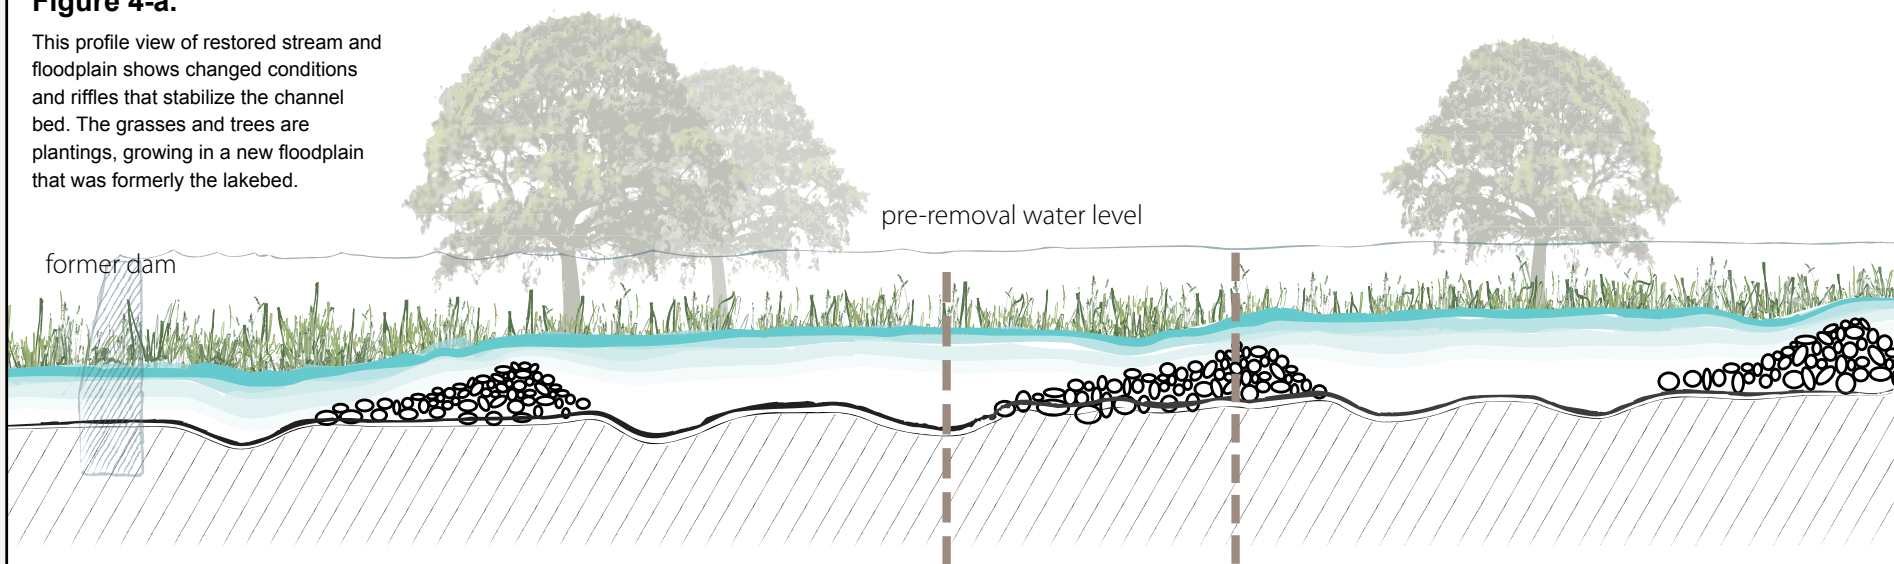 Figure 4-a.
This profile view of restored stream and
floodplain shows changed conditions
and riffles that stabilize the channel
bed. The grasses and trees are
plantings, growing in a new floodplain
that was formerly the lakebed.
pre-removal water level
former dam